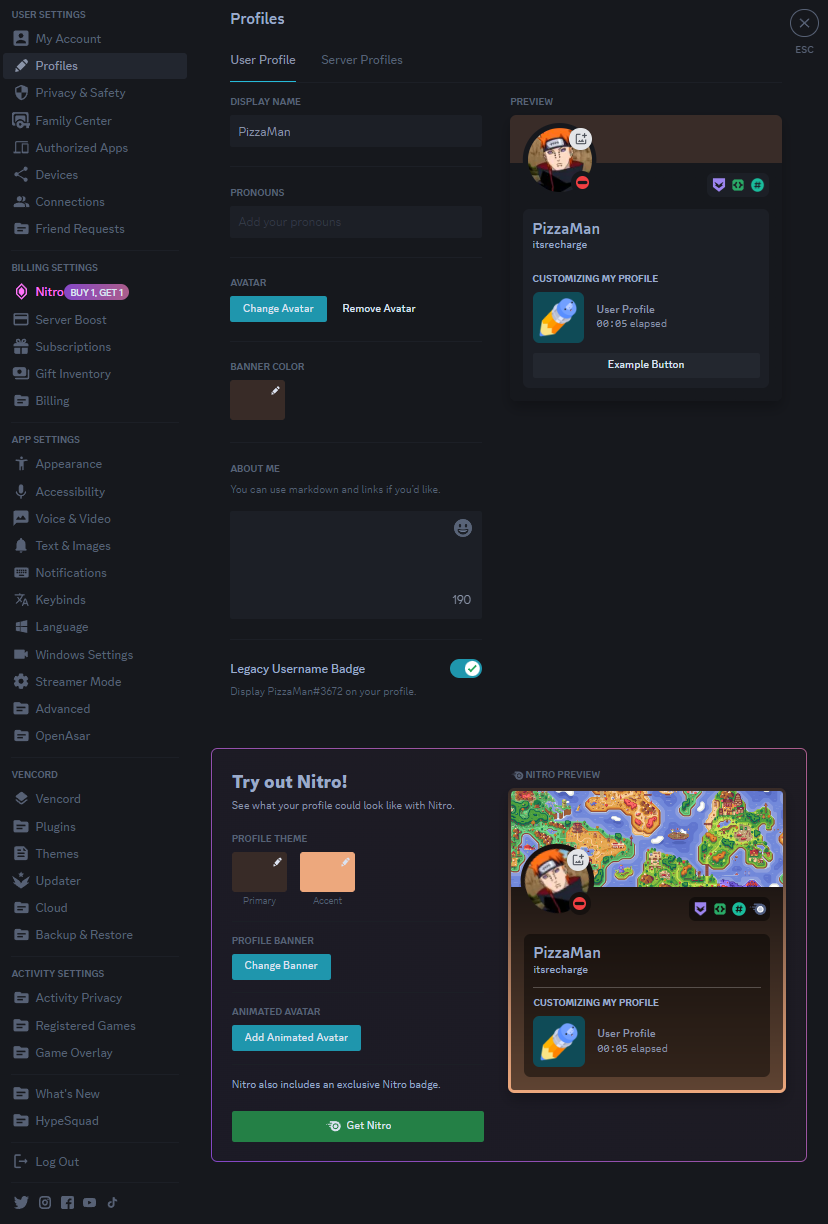 USER SETTINGS
My Account
Profiles
Privacy & Safety
Family Center
Authorized Apps
Devices
Connections
Friend Requests
BILLING SETTINGS
Nitro BUY 1, GET 1
Server Boost
Subscriptions
Gift Inventory
Billing
APP SETTINGS
Appearance
Accessibility
Voice & Video
Text & Images
Notifications
Keybinds
Language
Windows Settings
Streamer Mode
Advanced
OpenAsar
VENCORD
Vencord
Plugins
Themes
Updater
Cloud
Backup & Restore
ACTIVITY SETTINGS
Activity Privacy
Registered Games
Game Overlay
What's New
HypeSquad
Log Out
Profiles
ESC
User Profile
Server Profiles
DISPLAY NAME
PizzaMan
PRONOUNS
Add your pronouns
AVATAR
Change Avatar
Remove Avatar
BANNER COLOR
ABOUT ME
You can use markdown and links if you'd like.
190
Legacy Username Badge
Display PizzaMan#3672 on your profile.
PREVIEW
#
PizzaMan
itsrecharge
CUSTOMIZING MY PROFILE
User Profile
00:05 elapsed
Example Button
Try out Nitro!
See what your profile could look like with Nitro.
PROFILE THEME
Primary
Accent
PROFILE BANNER
Change Banner
ANIMATED AVATAR
Add Animated Avatar
Nitro also includes an exclusive Nitro badge.
Get Nitro
NITRO PREVIEW
#
PizzaMan
itsrecharge
CUSTOMIZING MY PROFILE
User Profile
00:05 elapsed